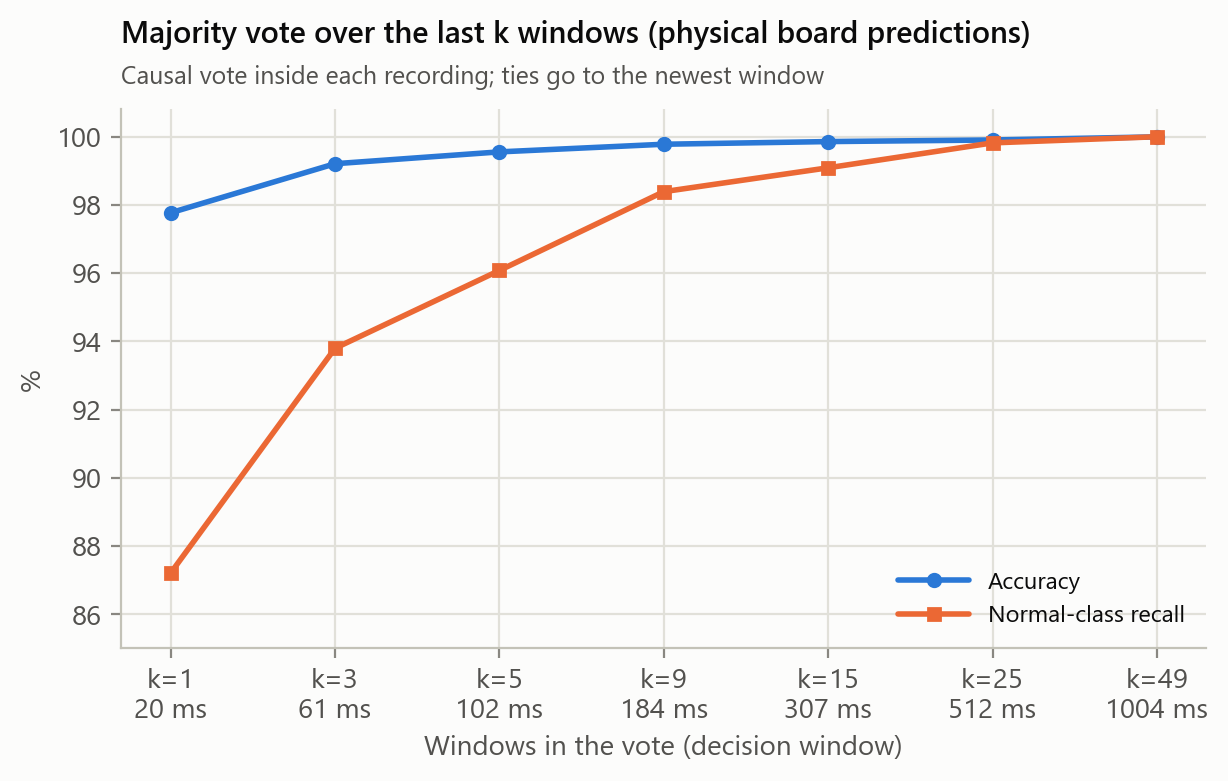 Majority vote over the last k windows (physical board predictions)
Causal vote inside each recording; ties go to the newest window
100
98
96
94
92
90
88
86
%
Accuracy
Normal-class recall
k=1 k=3 k=5 k=9 k=15 k=25 k=49
20 ms 61 ms 102 ms 184 ms 307 ms 512 ms 1004 ms
Windows in the vote (decision window)